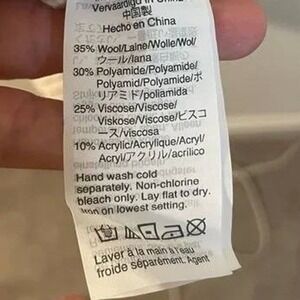 Vervaardigd in China
中国製
Hecho en China
35% Wool/Laine/Wolle/Wol/
ウール/lana
30% Polyamide/Polyamide/
Polyamid/Polyamide/ポ
リアミド/poliamida
25% Viscose/Viscose/
Viskose/Viscose/ビスコ
ース/viscosa
10% Acrylic/Acrylique/Acryl/
Acryl/アクリル/acrílico
Hand wash cold
separately. Non-chlorine
bleach only. Lay flat to dry.
Iron on lowest setting.
Laver à la main à l'eau
froide séparément. Agent